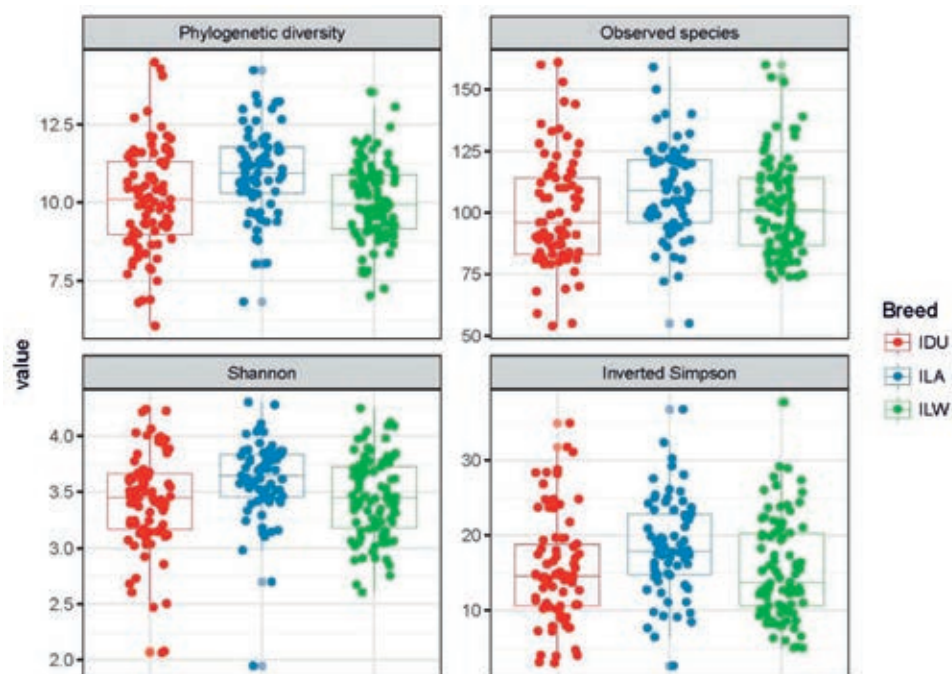 Phylogenetic diversity
Observed species
12.5
10.0
7.5
150
125
100
75
50
value
Breed
IDU
ILA
ILW
Shannon
Inverted Simpson
4.0
3.5
3.0
2.5
2.0
30
20
10